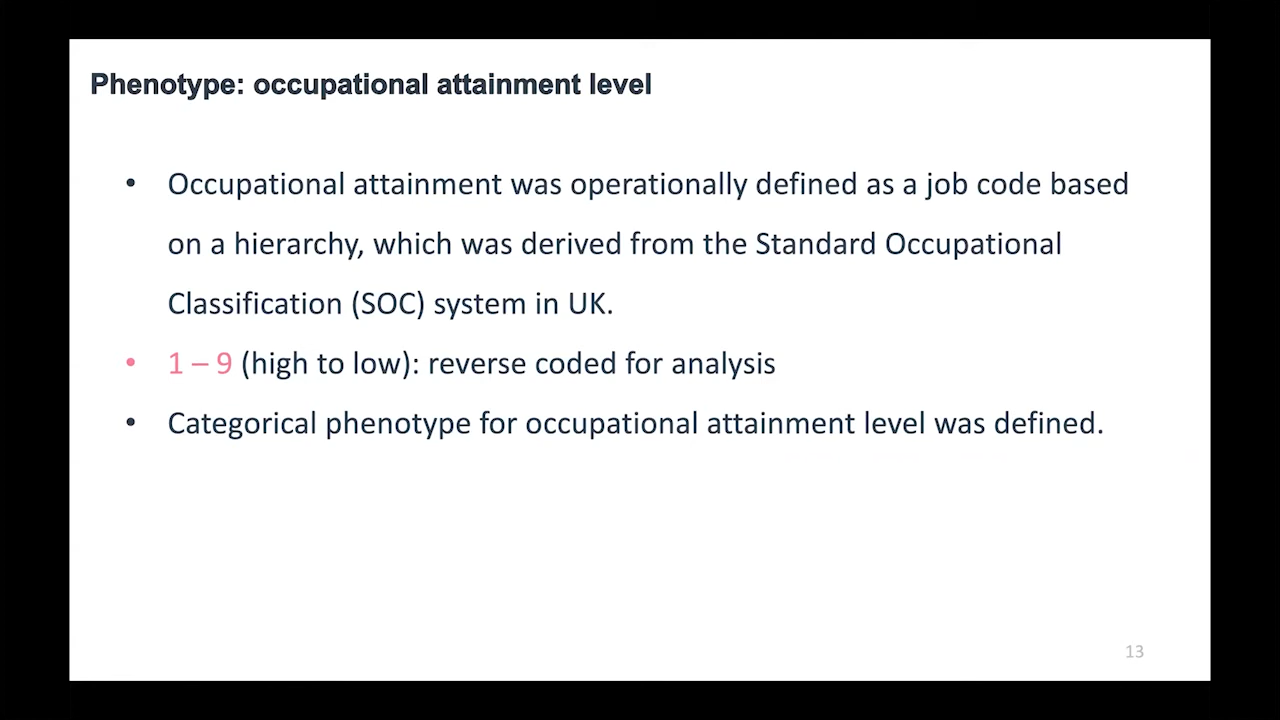 Phenotype: occupational attainment level
• Occupational attainment was operationally defined as a job code based
on a hierarchy, which was derived from the Standard Occupational
Classification (SOC) system in UK.
• 1 – 9 (high to low): reverse coded for analysis
• Categorical phenotype for occupational attainment level was defined.
13